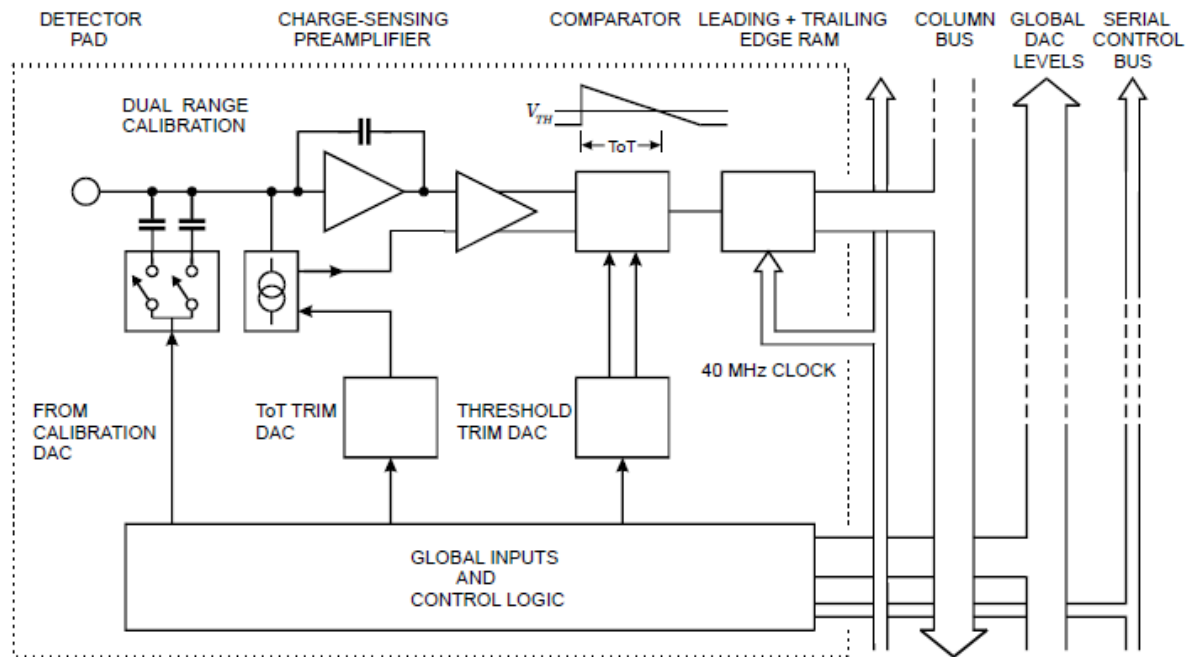 DETECTOR
PAD
CHARGE-SENSING
PREAMPLIFIER
COMPARATOR
LEADING + TRAILING
EDGE RAM
COLUMN
BUS
GLOBAL
DAC
LEVELS
SERIAL
CONTROL
BUS
DUAL RANGE
CALIBRATION
V_TH
ToT
40 MHz CLOCK
FROM
CALIBRATION
DAC
ToT TRIM
DAC
THRESHOLD
TRIM DAC
GLOBAL INPUTS
AND
CONTROL LOGIC